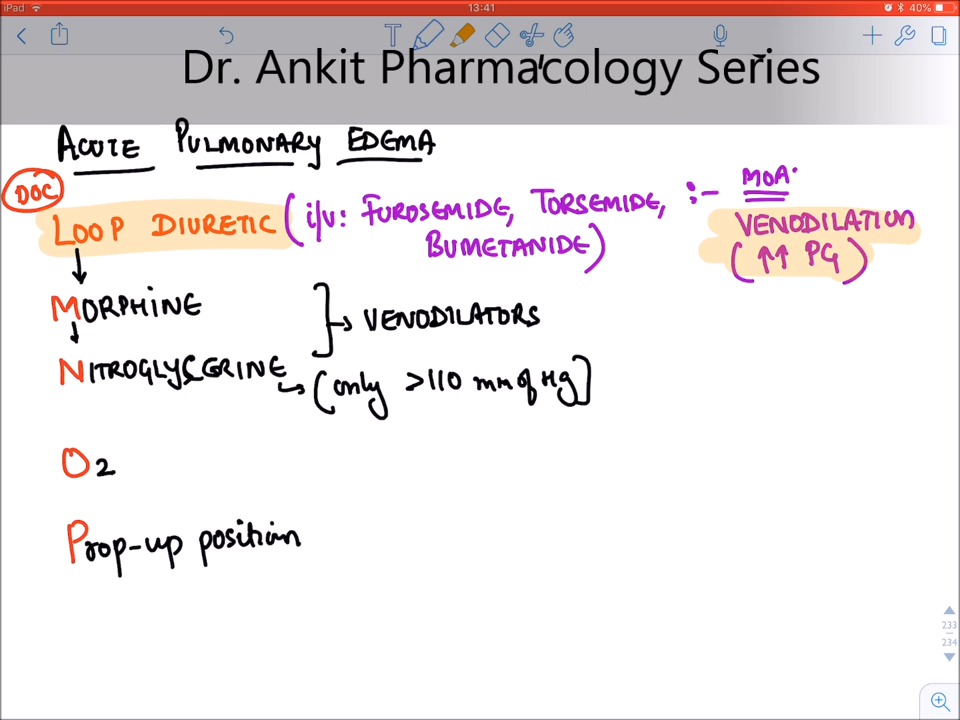 iPad 13:41 40%
Dr. Ankit Pharmacology Series
ACUTE PULMONARY EDEMA
DOC
LOOP DIURETIC (i/v: FUROSEMIDE, TORSEMIDE, :- MOA.
BUMETANIDE) VENODILATION
(↑↑ PG)
MORPHINE
} → VENODILATORS
NITROGLYCERINE
↳ (only >110 mm of Hg]
O2
Prop-up position
233
234